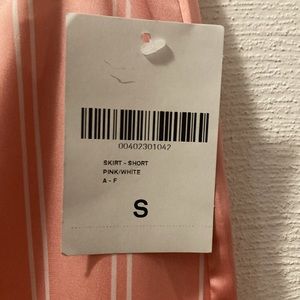 00402301042
SKIRT - SHORT
PINK/WHITE
A - F
S